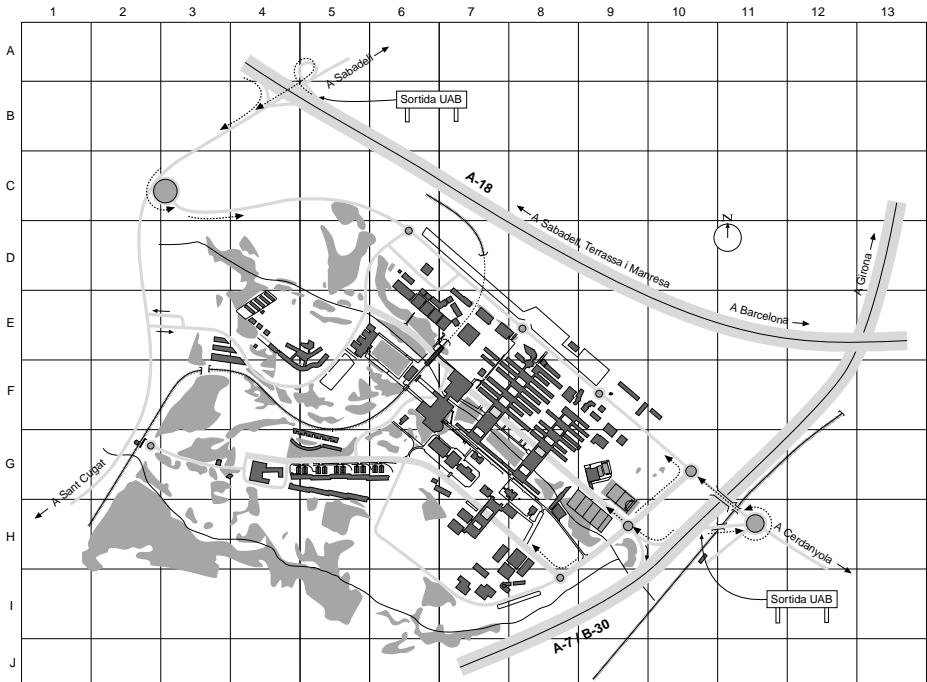 1 2 3 4 5 6 7 8 9 10 11 12 13
A
B
C
D
E
F
G
H
I
J
A Sabadell
Sortida UAB
A-18
A Sabadell, Terrassa i Manresa
N
A Girona
A Barcelona
A Sant Cugat
A Cerdanyola
Sortida UAB
A-7 / B-30